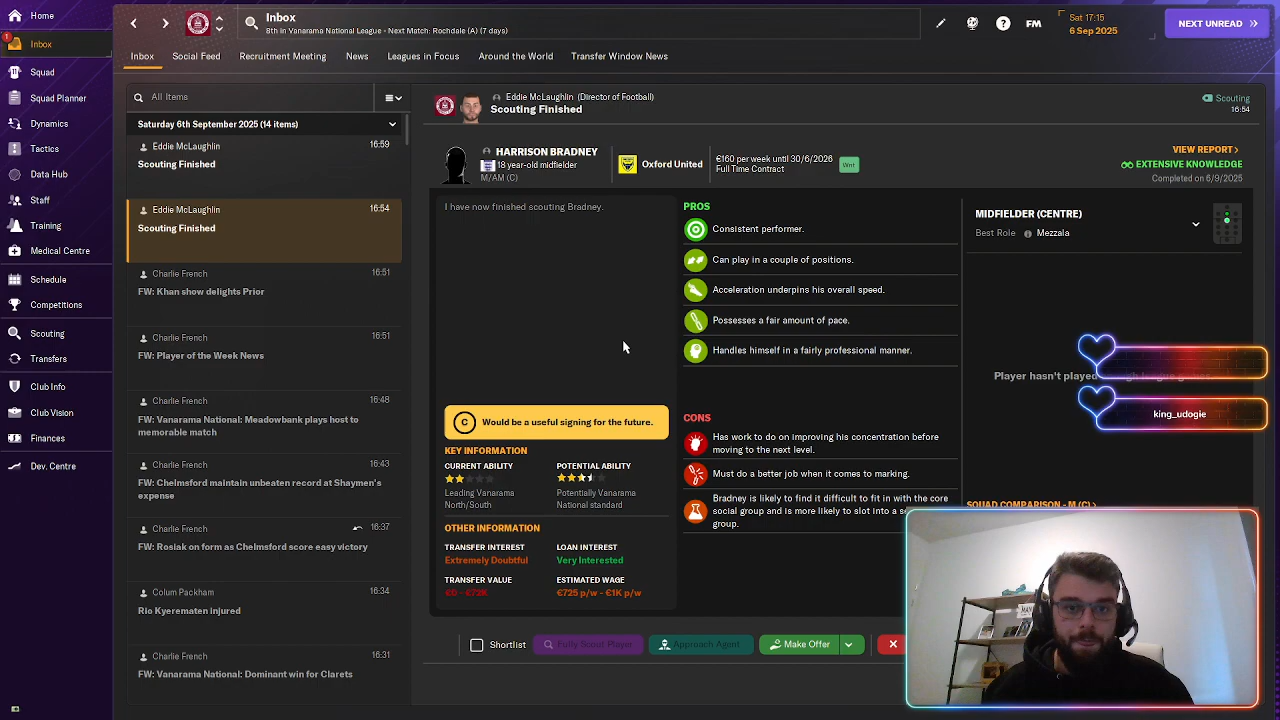 Home
1
Inbox
Squad
Squad Planner
Dynamics
Tactics
Data Hub
Staff
Training
Medical Centre
Schedule
Competitions
Scouting
Transfers
Club Info
Club Vision
Finances
Dev. Centre
Inbox
8th in Vanarama National League - Next Match: Rochdale (A) (7 days)
FM
Sat 17:15
6 Sep 2025
NEXT UNREAD
Inbox
Social Feed
Recruitment Meeting
News
Leagues in Focus
Around the World
Transfer Window News
All Items
Saturday 6th September 2025 (14 items)
Eddie McLaughlin 16:59
Scouting Finished
Eddie McLaughlin 16:54
Scouting Finished
Charlie French 16:51
FW: Khan show delights Prior
Charlie French 16:51
FW: Player of the Week News
Charlie French 16:48
FW: Vanarama National: Meadowbank plays host to
memorable match
Charlie French 16:43
FW: Chelmsford maintain unbeaten record at Shaymen's
expense
Charlie French 16:37
FW: Rosiak on form as Chelmsford score easy victory
Colum Packham 16:34
Rio Kyerematen injured
Charlie French 16:31
FW: Vanarama National: Dominant win for Clarets
Eddie McLaughlin (Director of Football)
Scouting Finished
Scouting
16:54
HARRISON BRADNEY
18 year-old midfielder
M/AM (C)
Oxford United
€160 per week until 30/6/2026
Full Time Contract
Wnt
VIEW REPORT
EXTENSIVE KNOWLEDGE
Completed on 6/9/2025
I have now finished scouting Bradney.
C Would be a useful signing for the future.
KEY INFORMATION
CURRENT ABILITY
Leading Vanarama
North/South
POTENTIAL ABILITY
Potentially Vanarama
National standard
OTHER INFORMATION
TRANSFER INTEREST
Extremely Doubtful
LOAN INTEREST
Very Interested
TRANSFER VALUE
€0 - €72K
ESTIMATED WAGE
€725 p/w - €1K p/w
PROS
Consistent performer.
Can play in a couple of positions.
Acceleration underpins his overall speed.
Possesses a fair amount of pace.
Handles himself in a fairly professional manner.
CONS
Has work to do on improving his concentration before
moving to the next level.
Must do a better job when it comes to marking.
Bradney is likely to find it difficult to fit in with the core
social group and is more likely to slot into a s
group.
MIDFIELDER (CENTRE)
Best Role Mezzala
Player hasn't played
king_udogie
SQUAD COMPARISON - M (C)
Shortlist
Fully Scout Player
Approach Agent
Make Offer